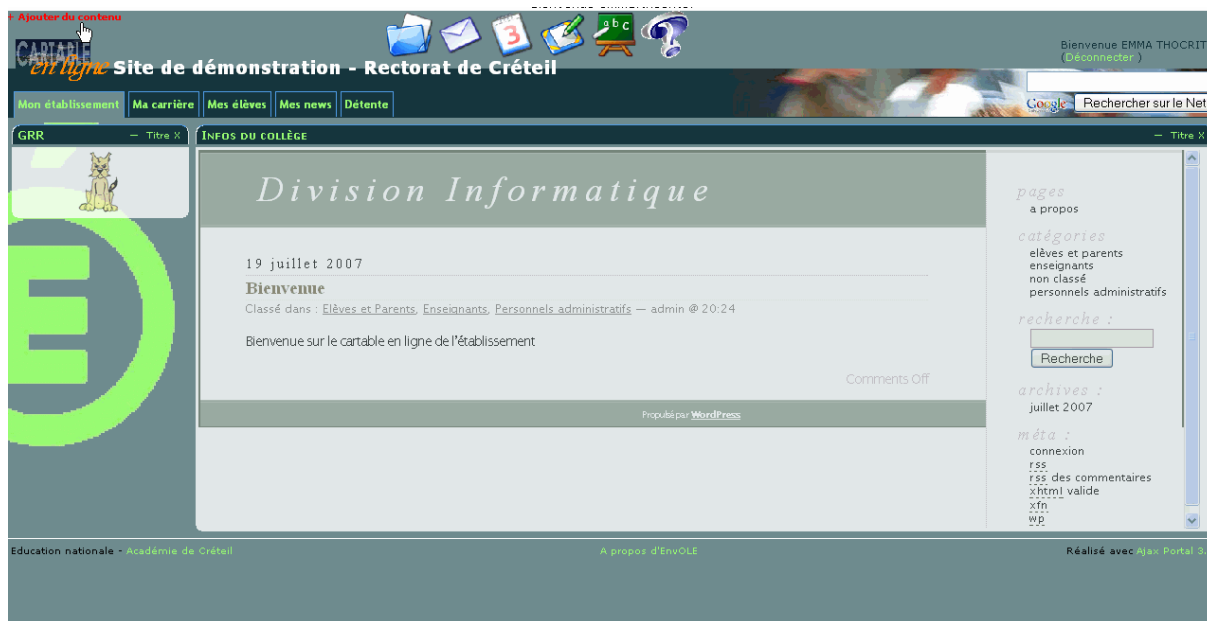 + Ajouter du contenu
3
a b c
CARTABLE
en ligne
Site de démonstration - Rectorat de Créteil
Bienvenue EMMA THOCRIT
(Déconnecter )
Mon établissement
Ma carrière
Mes élèves
Mes news
Détente
Google
Rechercher sur le Net
GRR
– Titre X
INFOS DU COLLÈGE
– Titre X
Division Informatique
19 juillet 2007
Bienvenue
Classé dans : Elèves et Parents, Enseignants, Personnels administratifs — admin @ 20:24
Bienvenue sur le cartable en ligne de l'établissement
Comments Off
Propulsé par WordPress
pages
a propos
catégories
elèves et parents
enseignants
non classé
personnels administratifs
recherche :
Recherche
archives :
juillet 2007
méta :
connexion
rss
rss des commentaires
xhtml valide
xfn
wp
E
Education nationale - Académie de Créteil
A propos d'EnvOLE
Réalisé avec Ajax Portal 3.